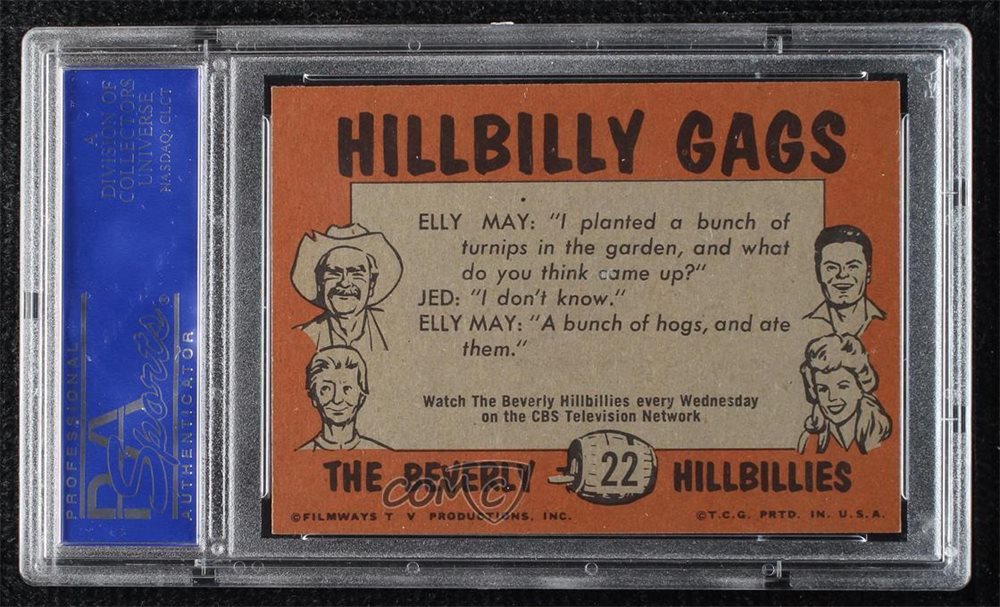 A
DIVISION OF
COLLECTORS
UNIVERSE
NASDAQ: CLCT
PROFESSIONAL
PSA
Sports®
AUTHENTICATOR
HILLBILLY GAGS
ELLY MAY: "I planted a bunch of
turnips in the garden, and what
do you think came up?"
JED: "I don't know."
ELLY MAY: "A bunch of hogs, and ate
them."
Watch The Beverly Hillbillies every Wednesday
on the CBS Television Network
THE BEVERLY 22 HILLBILLIES
COMC
©FILMWAYS T V PRODUCTIONS, INC. ©T.C.G. PRTD. IN U.S.A.